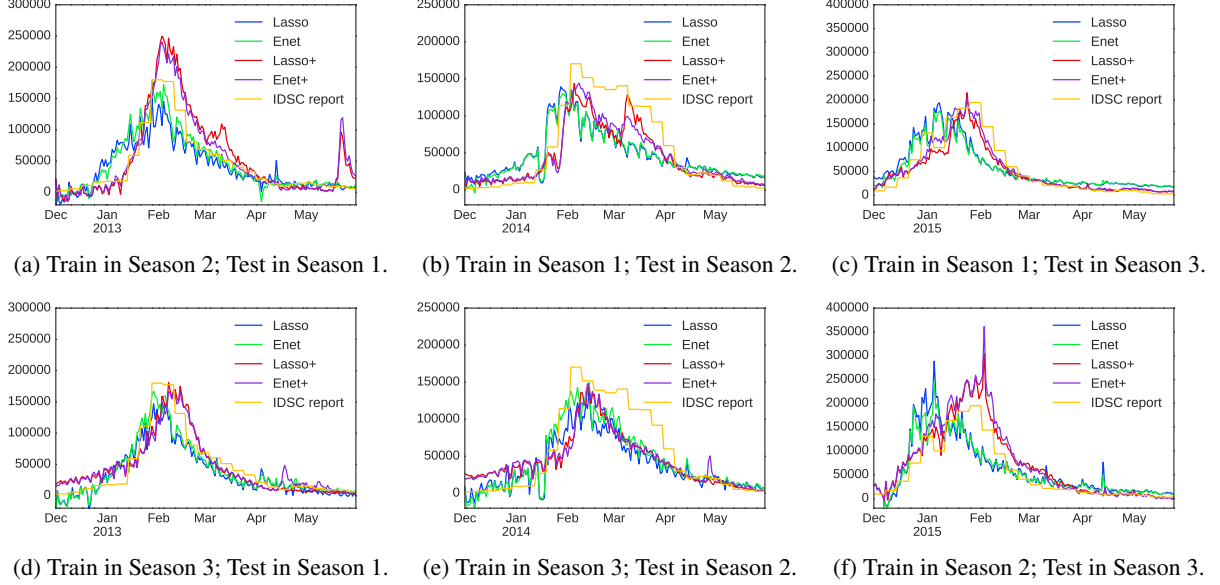 300000
250000
200000
150000
100000
50000
0
Dec
Jan
2013
Feb
Mar
Apr
May
Lasso
Enet
Lasso+
Enet+
IDSC report
250000
200000
150000
100000
50000
0
Dec
Jan
2014
Feb
Mar
Apr
May
Lasso
Enet
Lasso+
Enet+
IDSC report
400000
350000
300000
250000
200000
150000
100000
50000
0
Dec
Jan
2015
Feb
Mar
Apr
May
Lasso
Enet
Lasso+
Enet+
IDSC report
(a) Train in Season 2; Test in Season 1.
(b) Train in Season 1; Test in Season 2.
(c) Train in Season 1; Test in Season 3.
300000
250000
200000
150000
100000
50000
0
Dec
Jan
2013
Feb
Mar
Apr
May
Lasso
Enet
Lasso+
Enet+
IDSC report
250000
200000
150000
100000
50000
0
Dec
Jan
2014
Feb
Mar
Apr
May
Lasso
Enet
Lasso+
Enet+
IDSC report
400000
350000
300000
250000
200000
150000
100000
50000
0
Dec
Jan
2015
Feb
Mar
Apr
May
Lasso
Enet
Lasso+
Enet+
IDSC report
(d) Train in Season 3; Test in Season 1.
(e) Train in Season 3; Test in Season 2.
(f) Train in Season 2; Test in Season 3.